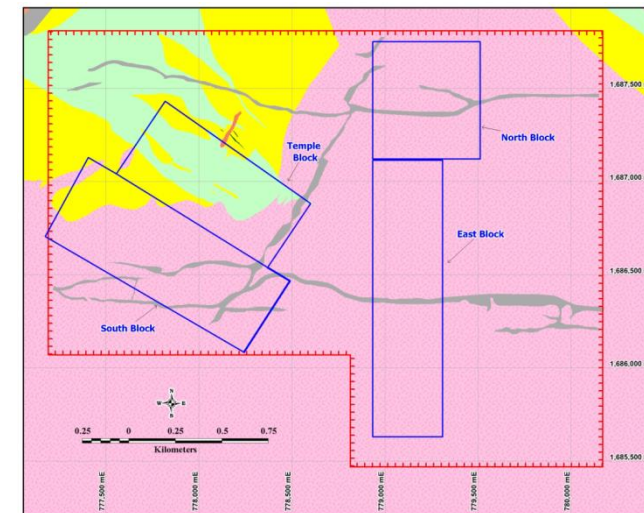 1,687,500
North Block
Temple
Block
1,687,000
East Block
1,686,500
South Block
1,686,000
N
W E
S
0.25 0 0.25 0.5 0.75
Kilometers
1,685,500
777,500 mE
778,000 mE
778,500 mE
779,000 mE
779,500 mE
780,000 mE